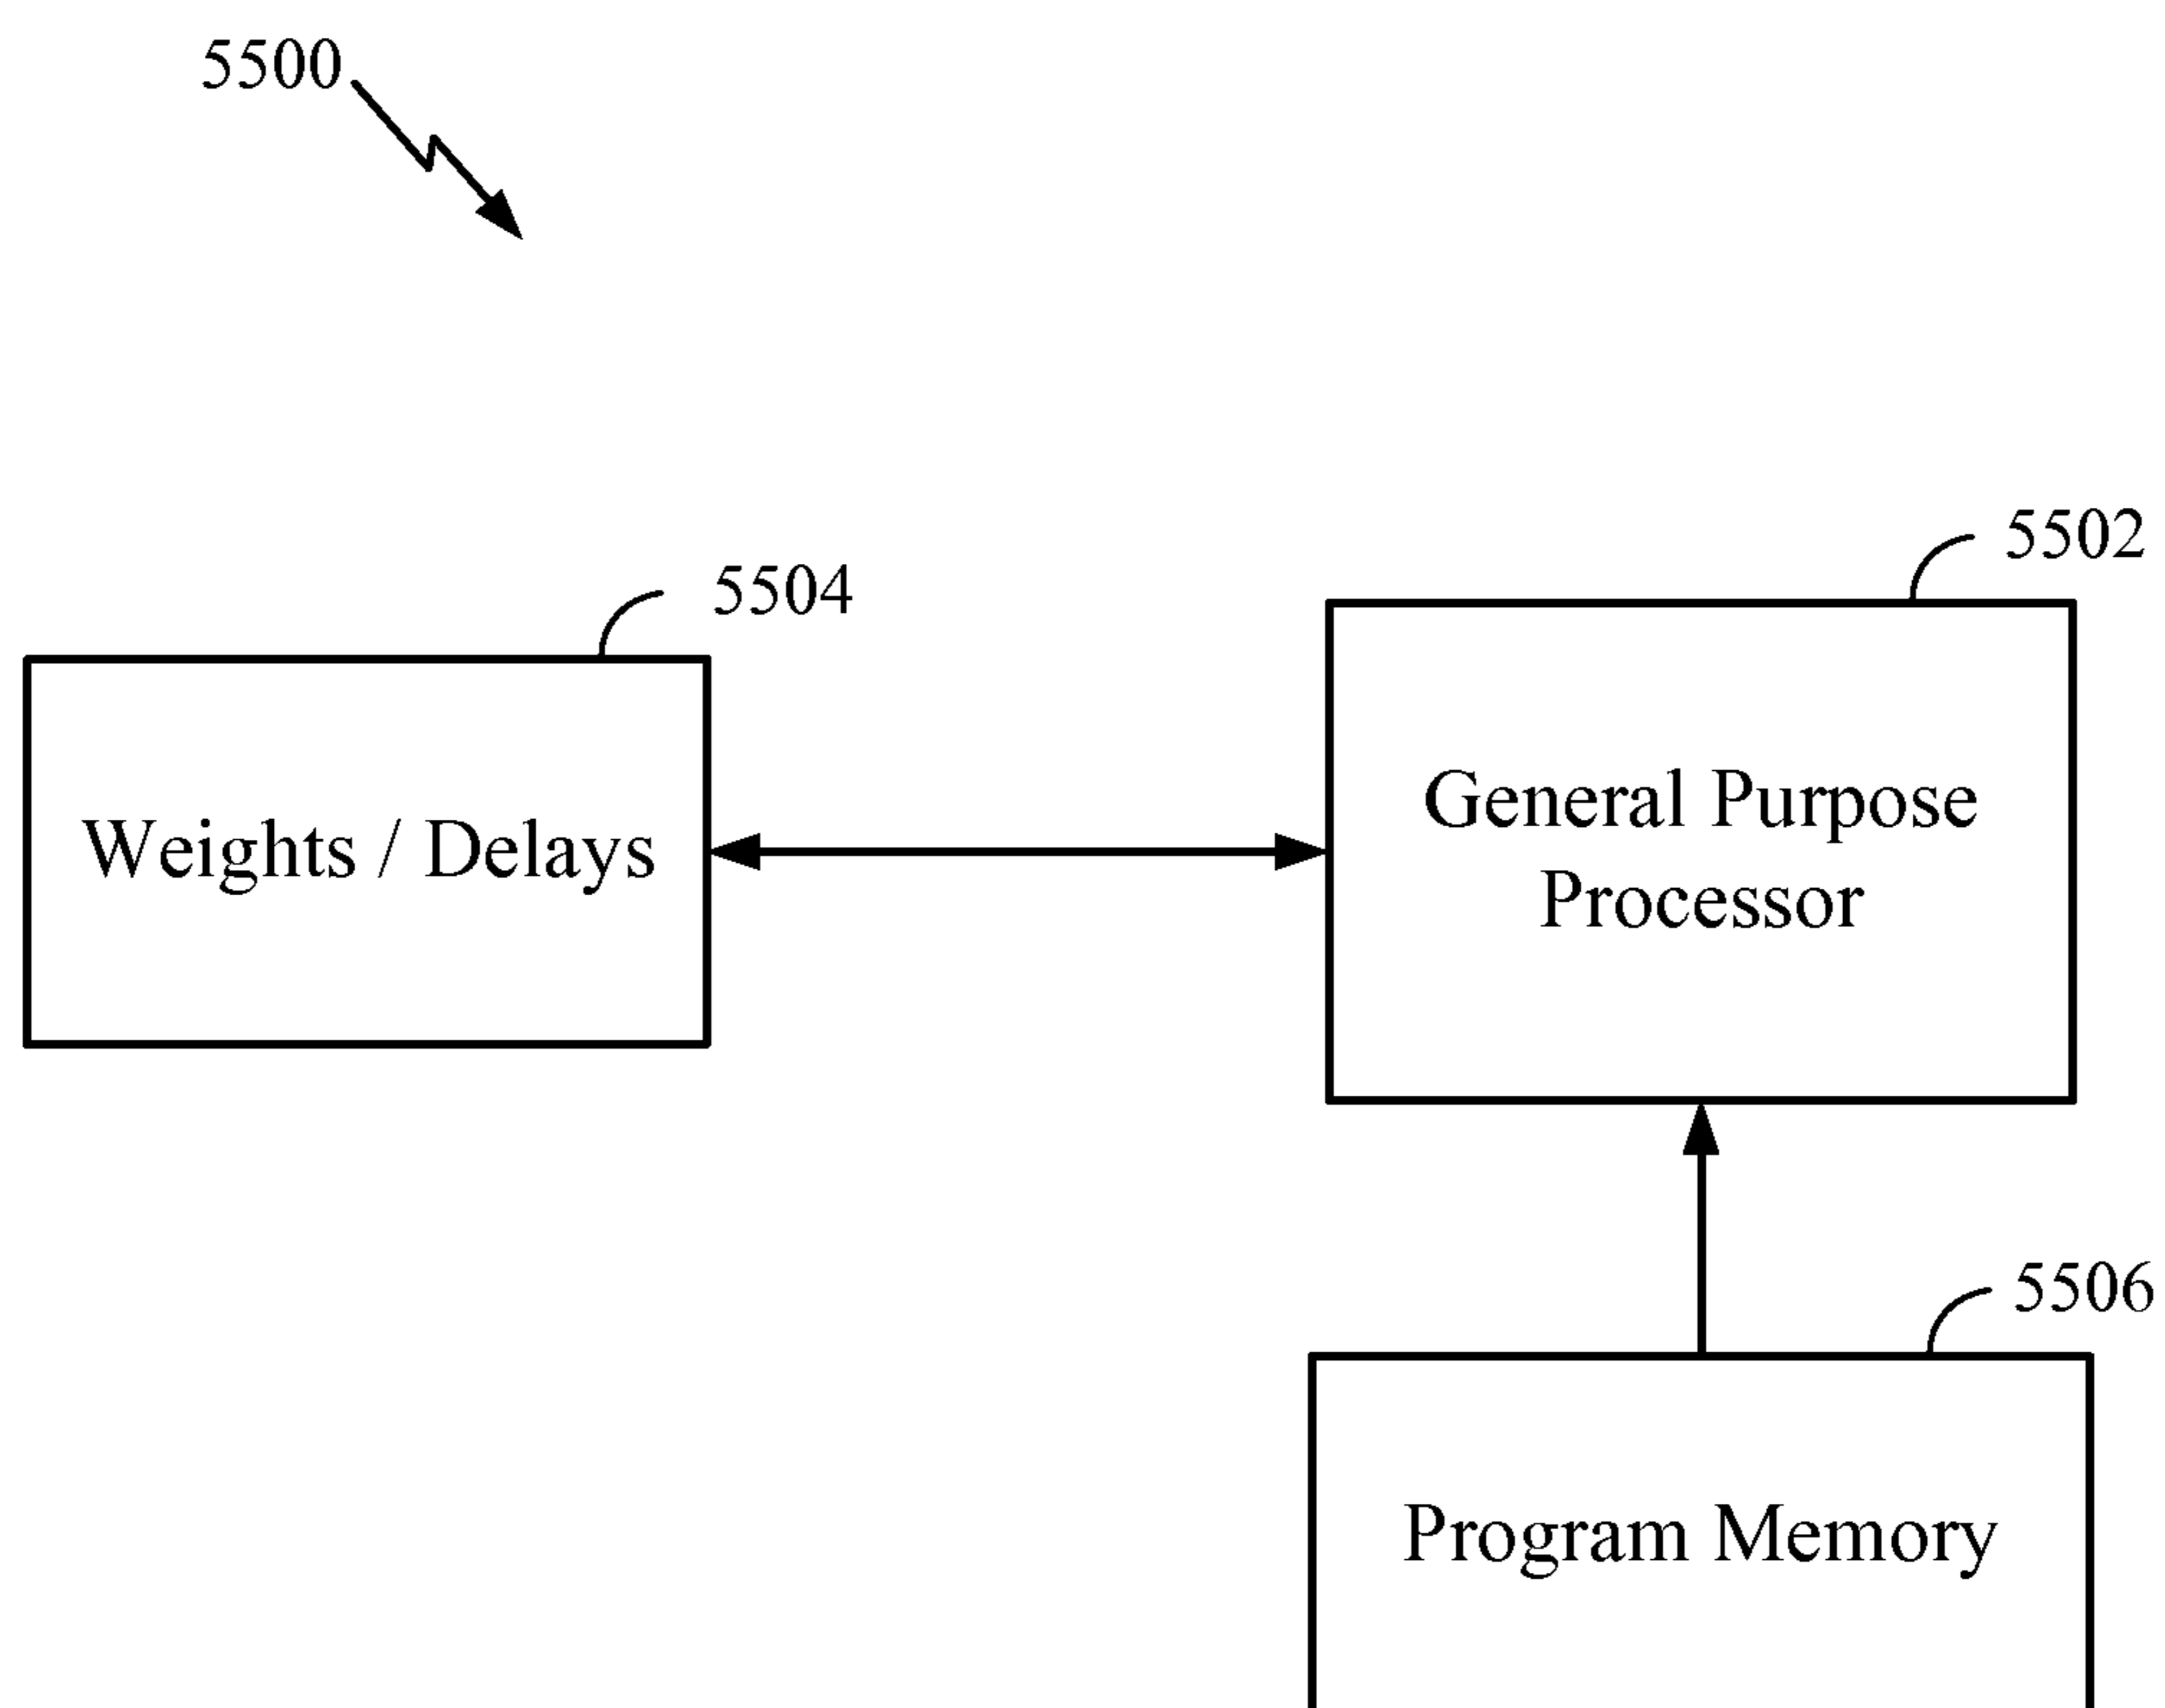 5500
5502
5504
General Purpose
Processor
Weights / Delays
5506
Program Memory